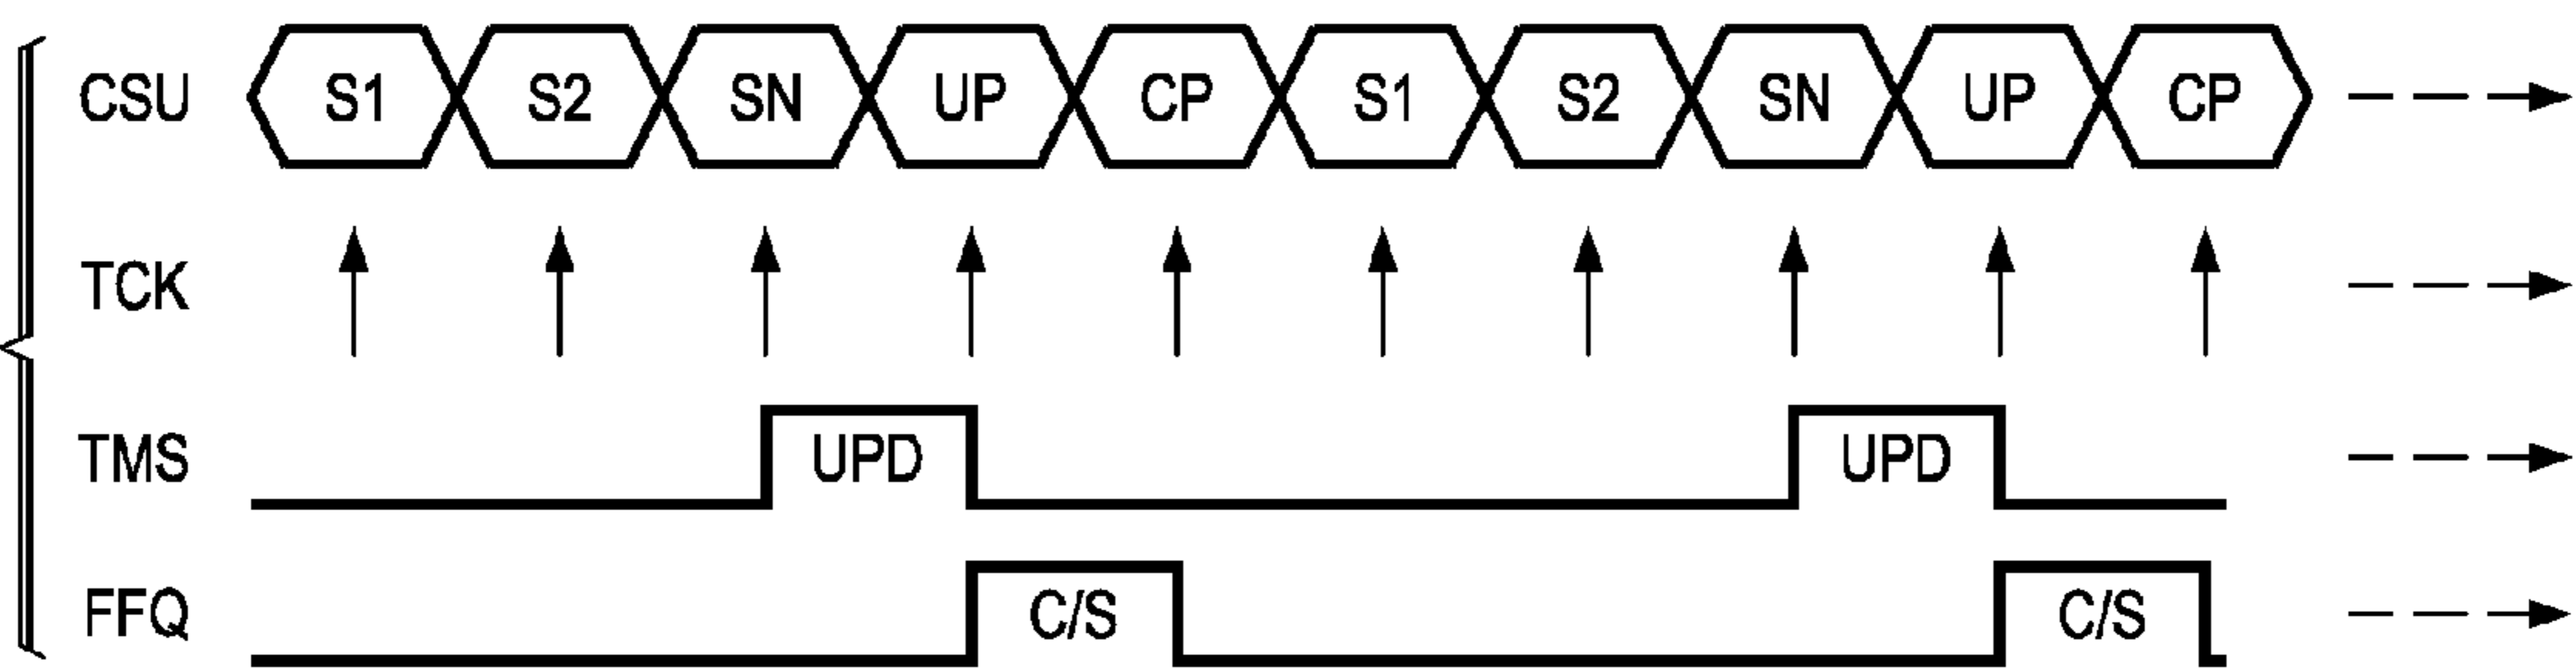 CSU S1 S2 SN UP CP S1 S2 SN UP CP
TCK
TMS UPD UPD
FFQ C/S C/S